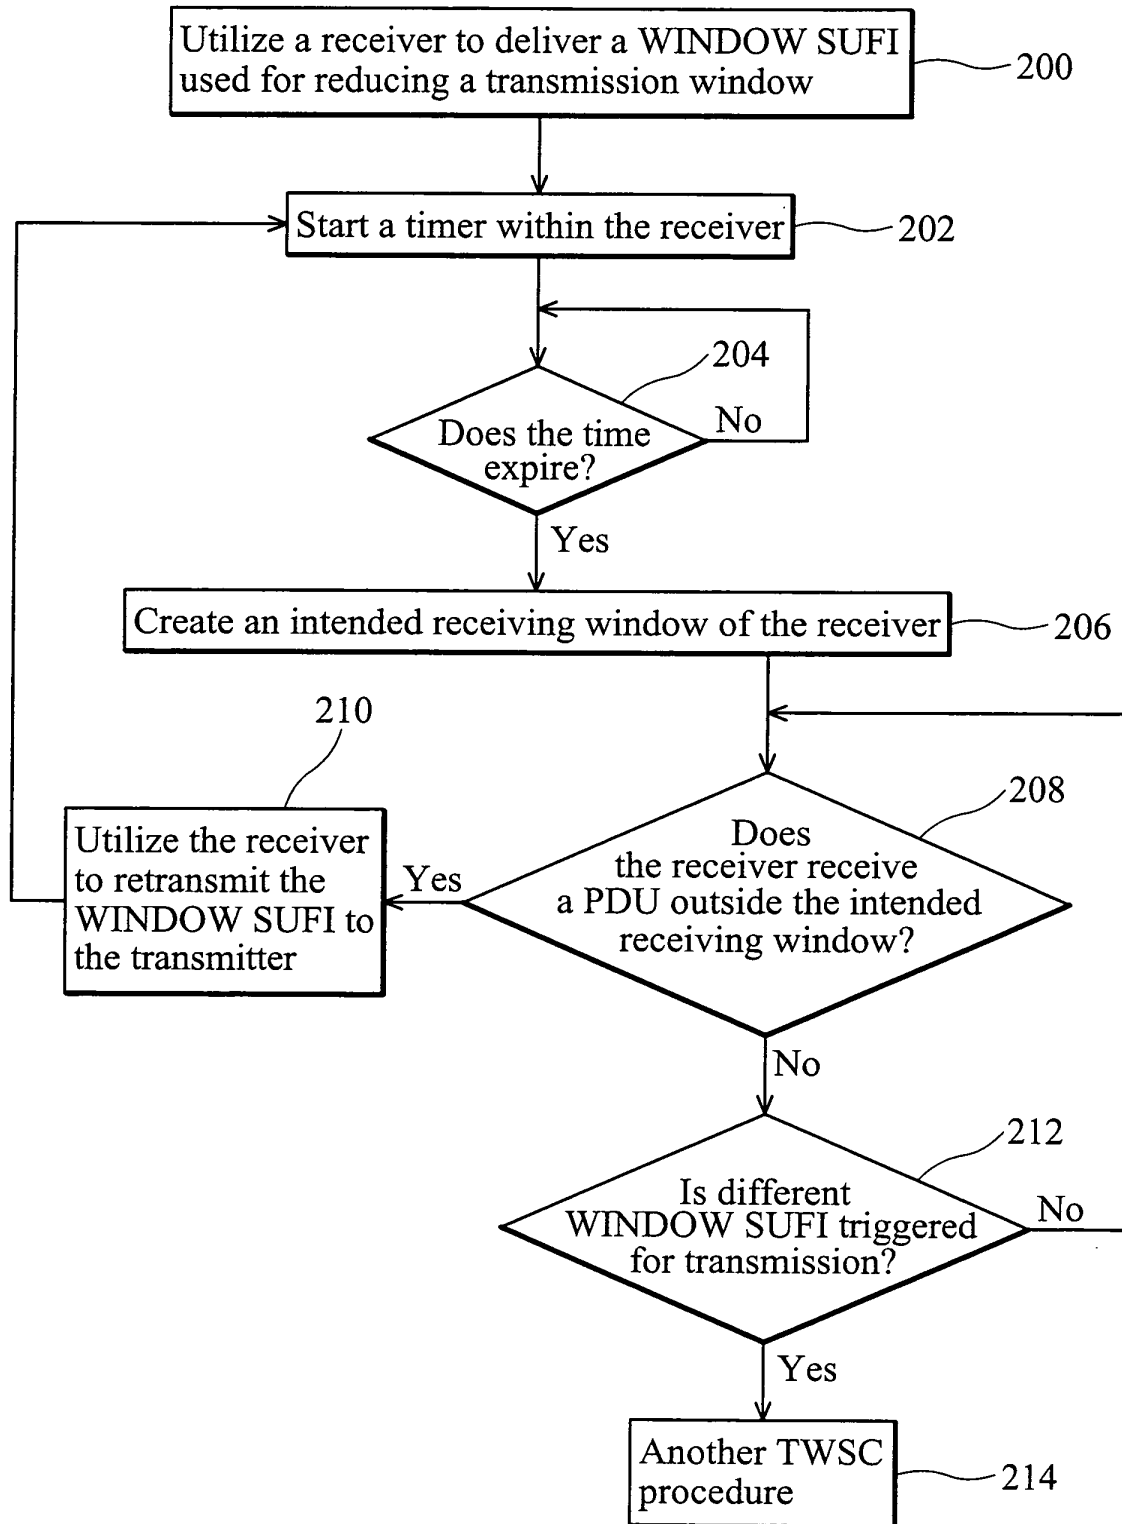 Utilize a receiver to deliver a WINDOW SUFI
used for reducing a transmission window
200
Start a timer within the receiver
202
204
Does the time
expire?
No
Yes
Create an intended receiving window of the receiver
206
210
208
Utilize the receiver
to retransmit the
WINDOW SUFI to
the transmitter
Yes
Does
the receiver receive
a PDU outside the intended
receiving window?
No
212
Is different
WINDOW SUFI triggered
for transmission?
No
Yes
Another TWSC
procedure
214